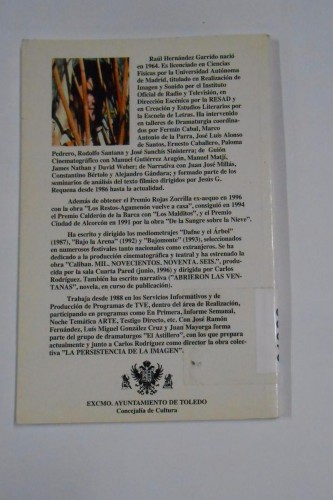 Raúl Hernández Garrido nació
en 1964. Es licenciado en Ciencias
Físicas por la Universidad Autónoma
de Madrid, titulado en Realización de
Imagen y Sonido por el Instituto
Oficial de Radio y Televisión, en
Dirección Escénica por la RESAD y
en Creación y Estudios Literarios por
la Escuela de Letras. Ha intervenido
en talleres de Dramaturgia coordina-
dos por Fermín Cabal, Marco
Antonio de la Parra, José Luis Alonso
de Santos, Ernesto Caballero, Paloma
Pedrero, Rodolfo Santana y José Sanchis Sinisterra; de Guión
Cinematográfico con Manuel Gutiérrez Aragón, Manuel Matji,
James Nathan y David Weber; de Narrativa con Juan José Millás,
Constantino Bértolo y Alejandro Gándara; y formado parte de los
seminarios de análisis del texto fílmico dirigidos por Jesús G.
Requena desde 1986 hasta la actualidad.
Además de obtener el Premio Rojas Zorrilla ex-aequo en 1996
con la obra "Los Restos-Agamenón vuelve a casa", consiguió en 1994
el Premio Calderón de la Barca con "Los Malditos", y el Premio
Ciudad de Alcorcón en 1991 por la obra "De la Sangre sobre la Nieve".
Ha escrito y dirigido los mediometrajes "Dafne y el Árbol"
(1987), "Bajo la Arena" (1992) y "Bajomonte" (1993), seleccionados
en numerosos festivales tanto nacionales como extranjeros. Se ha
dedicado a la producción cinematográfica y teatral y ha estrenado la
obra "Calibán. MIL. NOVECIENTOS. NOVENTA. SEIS.", produ-
cida por la sala Cuarta Pared (junio, 1996) y dirigida por Carlos
Rodríguez. También ha escrito narrativa ("ABRIERON LAS VEN-
TANAS", novela, en curso de publicación).
Trabaja desde 1988 en los Servicios Informativos y de
Producción de Programas de TVE, dentro del área de Realización,
participando en programas como En Primera, Informe Semanal,
Noche Temática ARTE, Testigo Directo, etc. Con José Ramón
Fernández, Luis Miguel González Cruz y Juan Mayorga forma
parte del grupo de dramaturgos "El Astillero", con los que prepara
actualmente y junto a Carlos Rodríguez como director la obra colec-
tiva "LA PERSISTENCIA DE LA IMAGEN".
EXCMO. AYUNTAMIENTO DE TOLEDO
Concejalía de Cultura